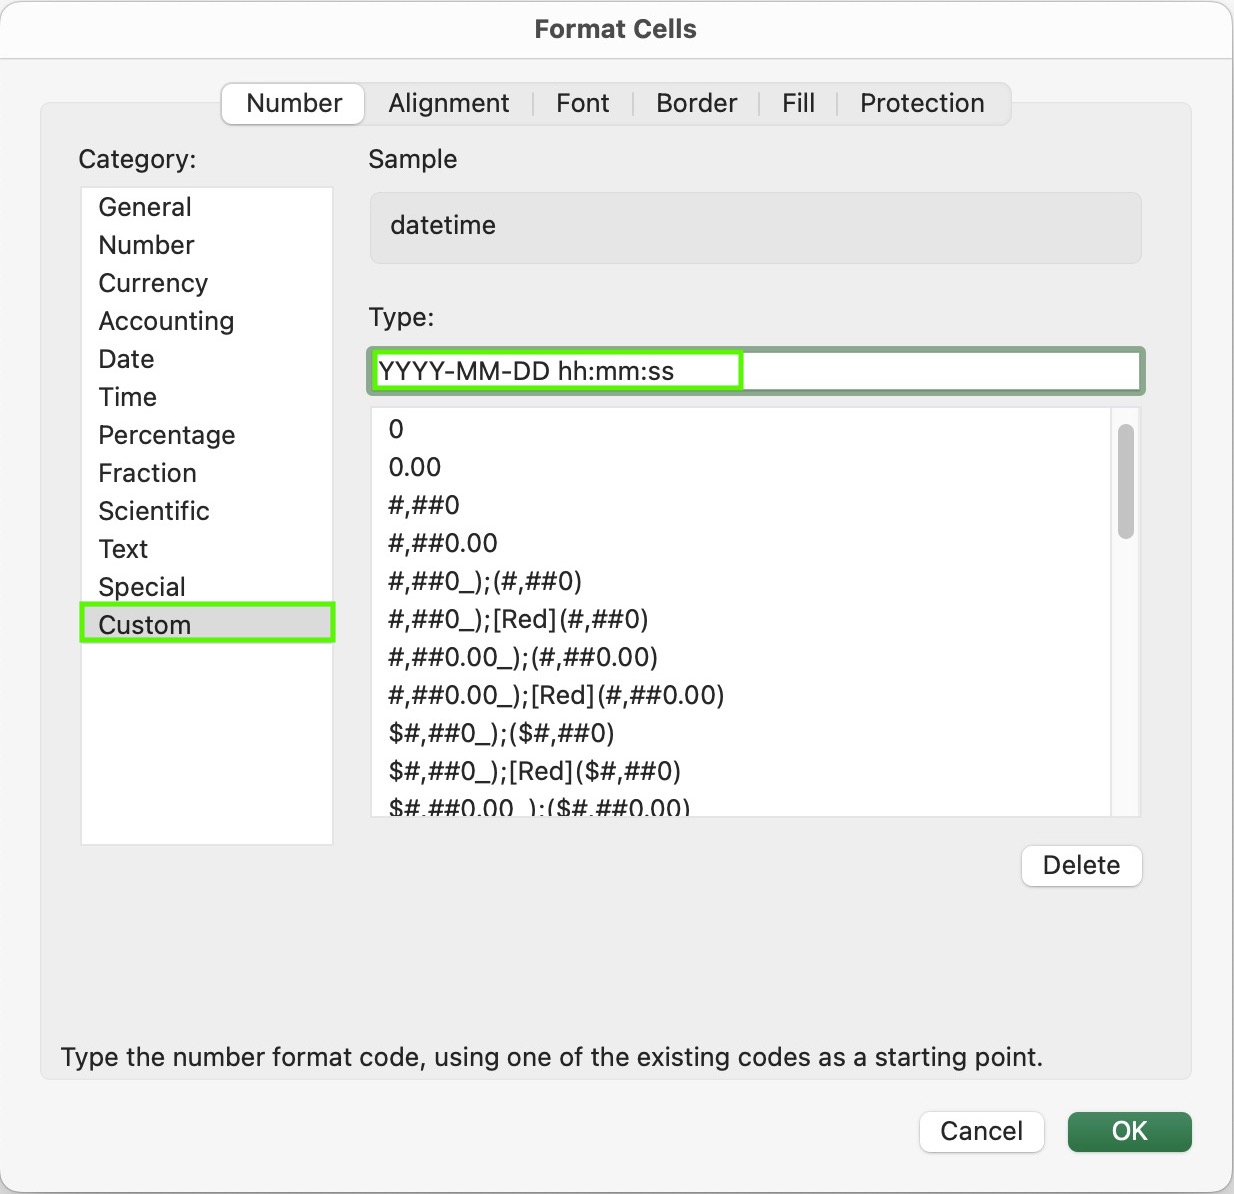 Format Cells
Number Alignment Font Border Fill Protection
Category:
General
Number
Currency
Accounting
Date
Time
Percentage
Fraction
Scientific
Text
Special
Custom
Sample
datetime
Type:
YYYY-MM-DD hh:mm:ss
0
0.00
#,##0
#,##0.00
#,##0_);(#,##0)
#,##0_);[Red](#,##0)
#,##0.00_);(#,##0.00)
#,##0.00_);[Red](#,##0.00)
$#,##0_);($#,##0)
$#,##0_);[Red]($#,##0)
$#,##0.00_);($#,##0.00)
Delete
Type the number format code, using one of the existing codes as a starting point.
Cancel OK